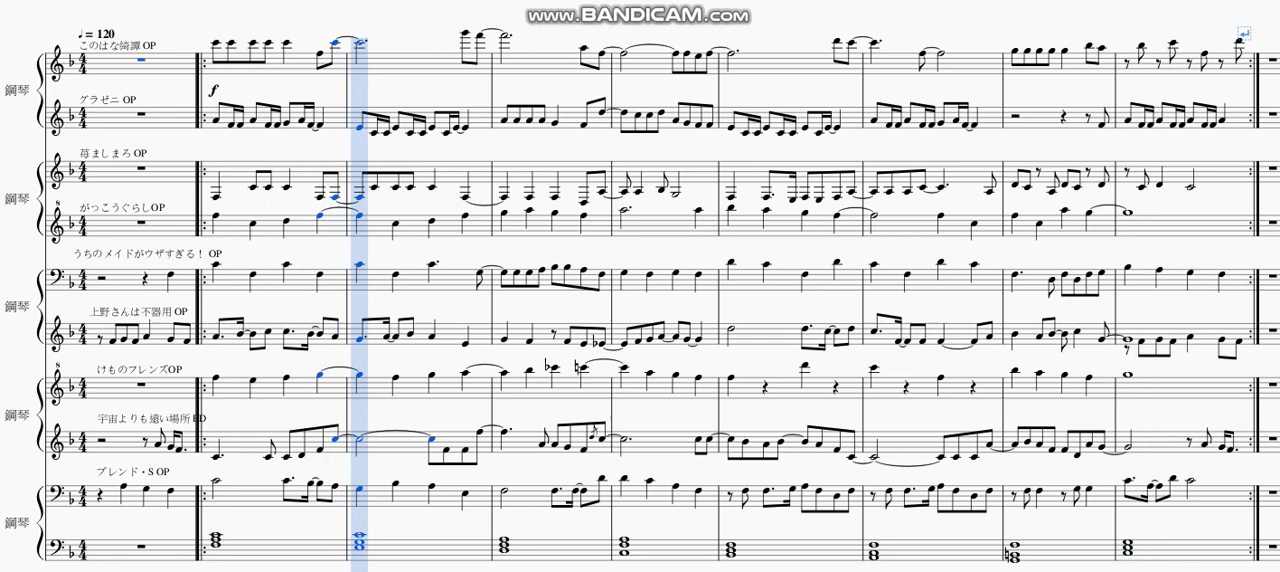 www.BANDICAM.com
♩ = 120
このはな綺譚 OP
鋼琴
f
グラゼニ OP
苺ましまろ OP
鋼琴
がっこうぐらしOP
うちのメイドがウザすぎる！ OP
鋼琴
上野さんは不器用 OP
けものフレンズOP
鋼琴
宇宙よりも遠い場所 ED
ブレンド・S OP
鋼琴